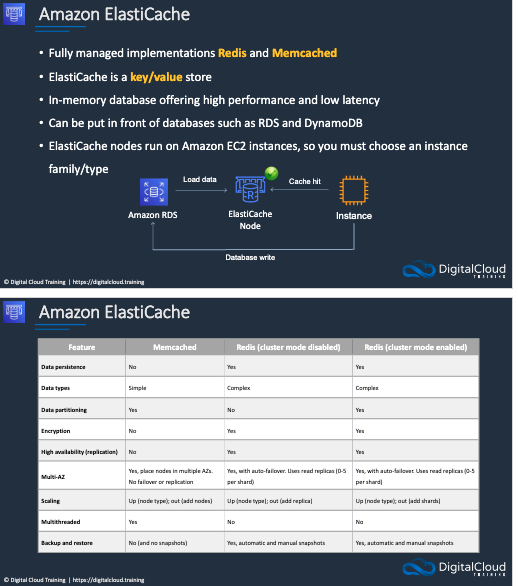 Amazon ElastiCache
• Fully managed implementations Redis and Memcached
• ElastiCache is a key/value store
• In-memory database offering high performance and low latency
• Can be put in front of databases such as RDS and DynamoDB
• ElastiCache nodes run on Amazon EC2 instances, so you must choose an instance
family/type
Load data
Cache hit
Amazon RDS
ElastiCache
Node
Instance
Database write
DigitalCloud
TRAINING
© Digital Cloud Training | https://digitalcloud.training
Amazon ElastiCache
Feature Memcached Redis (cluster mode disabled) Redis (cluster mode enabled)
Data persistence No Yes Yes
Data types Simple Complex Complex
Data partitioning Yes No Yes
Encryption No Yes Yes
High availability (replication) No Yes Yes
Multi-AZ Yes, place nodes in multiple AZs. No failover or replication Yes, with auto-failover. Uses read replicas (0-5 per shard) Yes, with auto-failover. Uses read replicas (0-5 per shard)
Scaling Up (node type); out (add nodes) Up (node type); out (add replica) Up (node type); out (add shards)
Multithreaded Yes No No
Backup and restore No (and no snapshots) Yes, automatic and manual snapshots Yes, automatic and manual snapshots
DigitalCloud
TRAINING
© Digital Cloud Training | https://digitalcloud.training